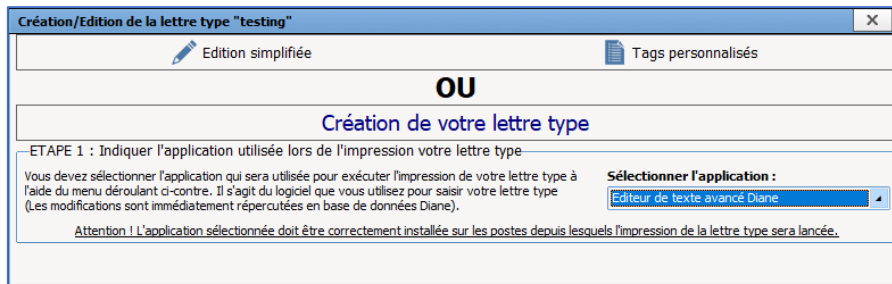 Création/Edition de la lettre type "testing"
Edition simplifiée
Tags personnalisés
OU
Création de votre lettre type
ETAPE 1 : Indiquer l'application utilisée lors de l'impression votre lettre type
Vous devez sélectionner l'application qui sera utilisée pour exécuter l'impression de votre lettre type à
l'aide du menu déroulant ci-contre. Il s'agit du logiciel que vous utilisez pour saisir votre lettre type
(Les modifications sont immédiatement répercutées en base de données Diane).
Sélectionner l'application :
Editeur de texte avancé Diane
Attention ! L'application sélectionnée doit être correctement installée sur les postes depuis lesquels l'impression de la lettre type sera lancée.